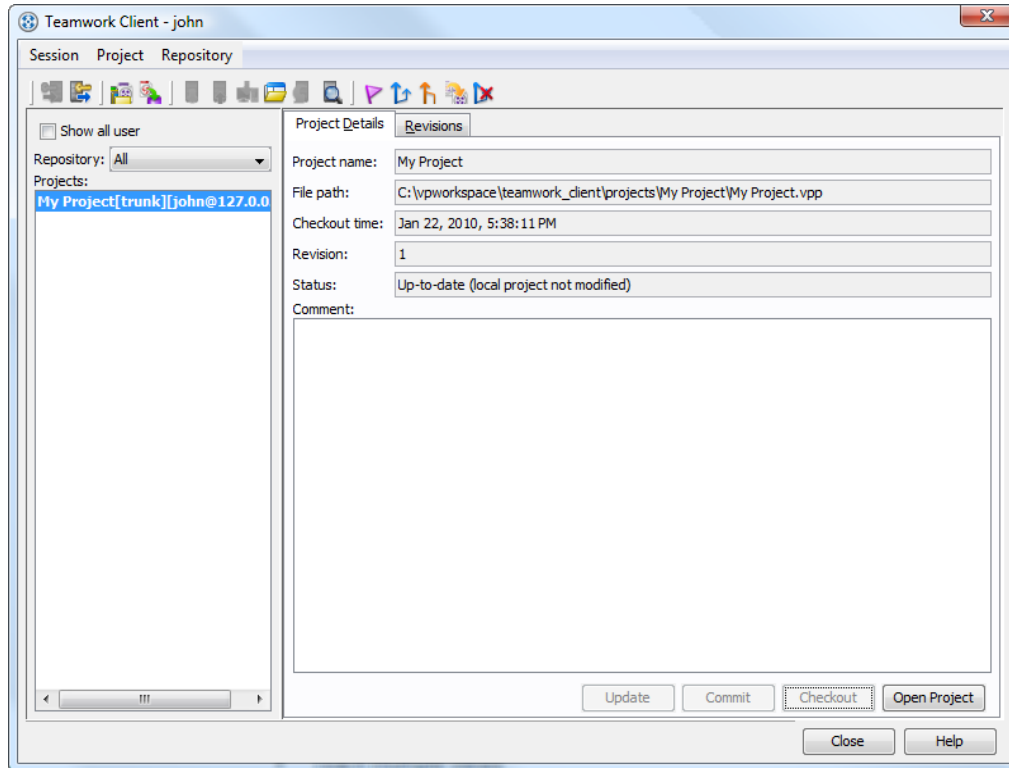 Teamwork Client - john
Session Project Repository
Show all user
Repository: All
Projects:
My Project[trunk][john@127.0.0
Project Details Revisions
Project name: My Project
File path: C:\vpworkspace\teamwork_client\projects\My Project\My Project.vpp
Checkout time: Jan 22, 2010, 5:38:11 PM
Revision: 1
Status: Up-to-date (local project not modified)
Comment:
Update Commit Checkout Open Project
Close Help